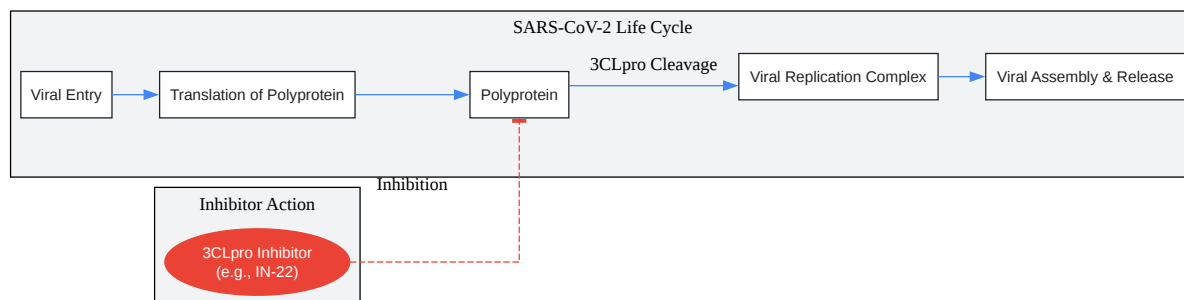 SARS-CoV-2 Life Cycle
Viral Entry
Translation of Polyprotein
Polyprotein
3CLpro Cleavage
Viral Replication Complex
Viral Assembly & Release
Inhibition
Inhibitor Action
3CLpro Inhibitor
(e.g., IN-22)